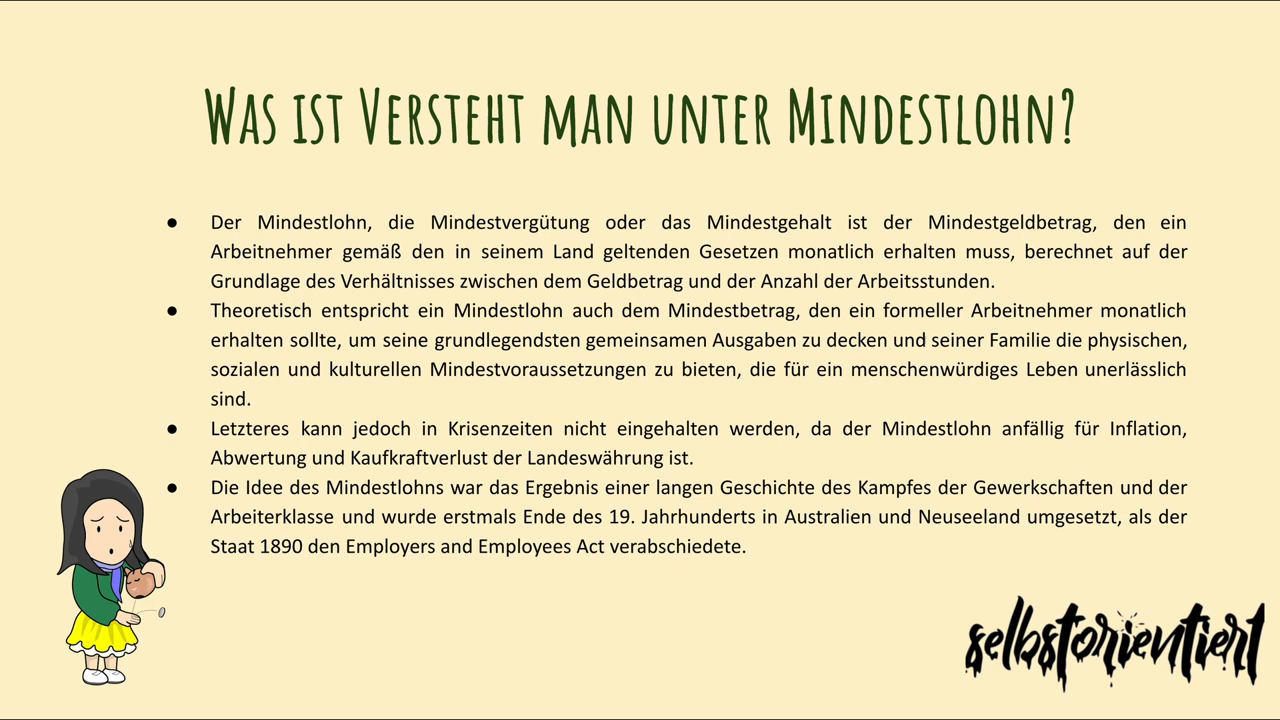 Was ist Versteht man unter Mindestlohn?
● Der Mindestlohn, die Mindestvergütung oder das Mindestgehalt ist der Mindestgeldbetrag, den ein
Arbeitnehmer gemäß den in seinem Land geltenden Gesetzen monatlich erhalten muss, berechnet auf der
Grundlage des Verhältnisses zwischen dem Geldbetrag und der Anzahl der Arbeitsstunden.
● Theoretisch entspricht ein Mindestlohn auch dem Mindestbetrag, den ein formeller Arbeitnehmer monatlich
erhalten sollte, um seine grundlegendsten gemeinsamen Ausgaben zu decken und seiner Familie die physischen,
sozialen und kulturellen Mindestvoraussetzungen zu bieten, die für ein menschenwürdiges Leben unerlässlich
sind.
● Letzteres kann jedoch in Krisenzeiten nicht eingehalten werden, da der Mindestlohn anfällig für Inflation,
Abwertung und Kaufkraftverlust der Landeswährung ist.
● Die Idee des Mindestlohns war das Ergebnis einer langen Geschichte des Kampfes der Gewerkschaften und der
Arbeiterklasse und wurde erstmals Ende des 19. Jahrhunderts in Australien und Neuseeland umgesetzt, als der
Staat 1890 den Employers and Employees Act verabschiedete.
selbstorientiert